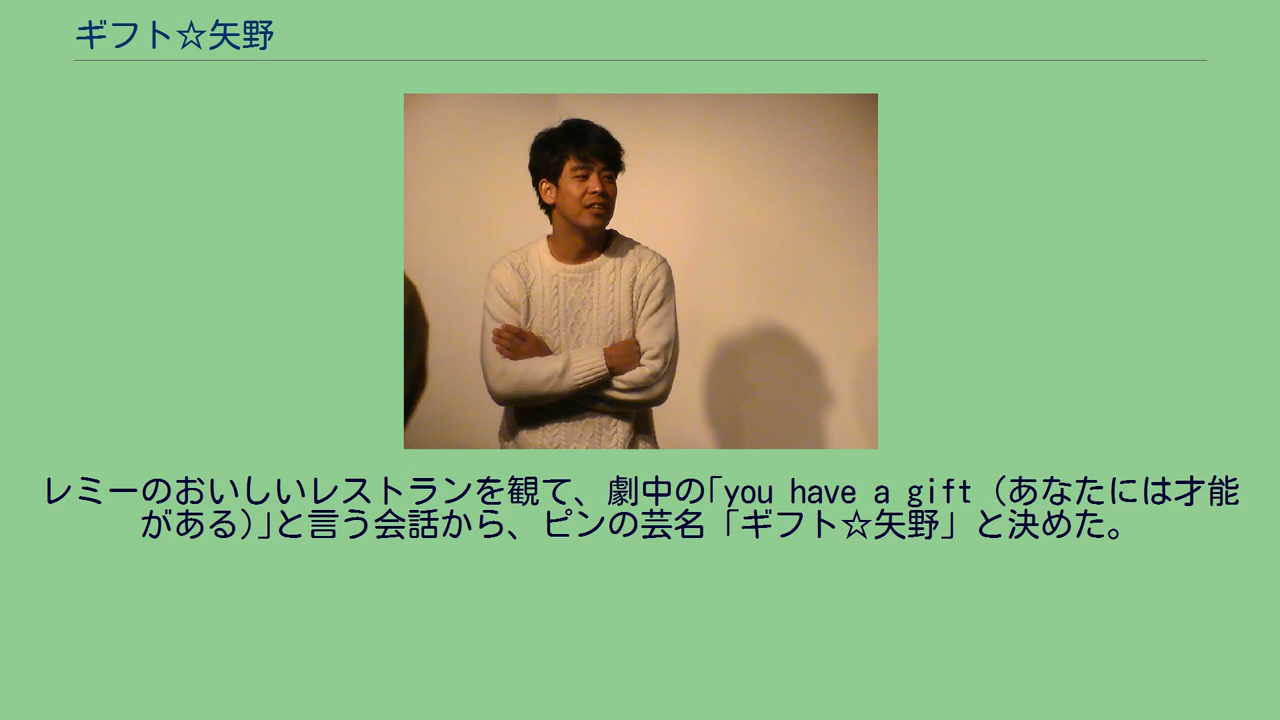 ギフト☆矢野
レミーのおいしいレストランを観て、劇中の｢you have a gift (あなたには才能
がある)｣と言う会話から、ピンの芸名「ギフト☆矢野」と決めた。